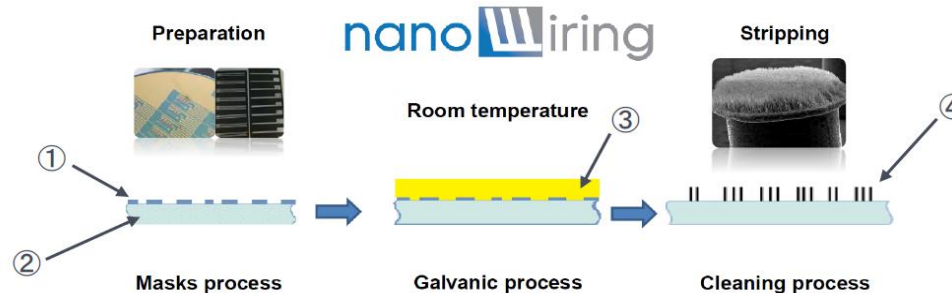 Preparation
nanoWiring
Stripping
Room temperature
①
②
③
④
Masks process
Galvanic process
Cleaning process